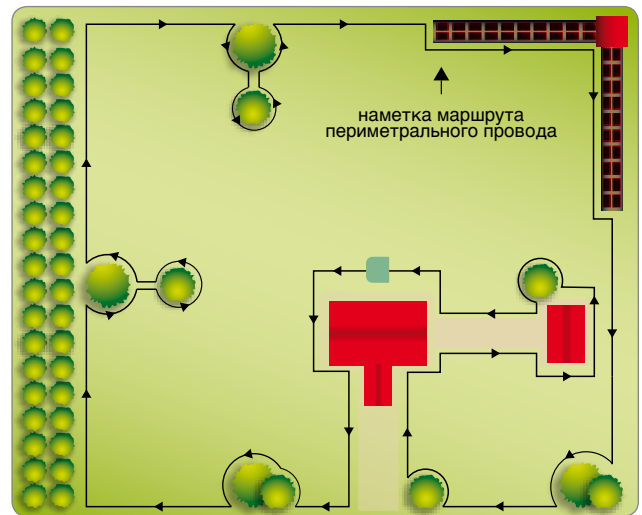 наметка маршрута
периметрального провода